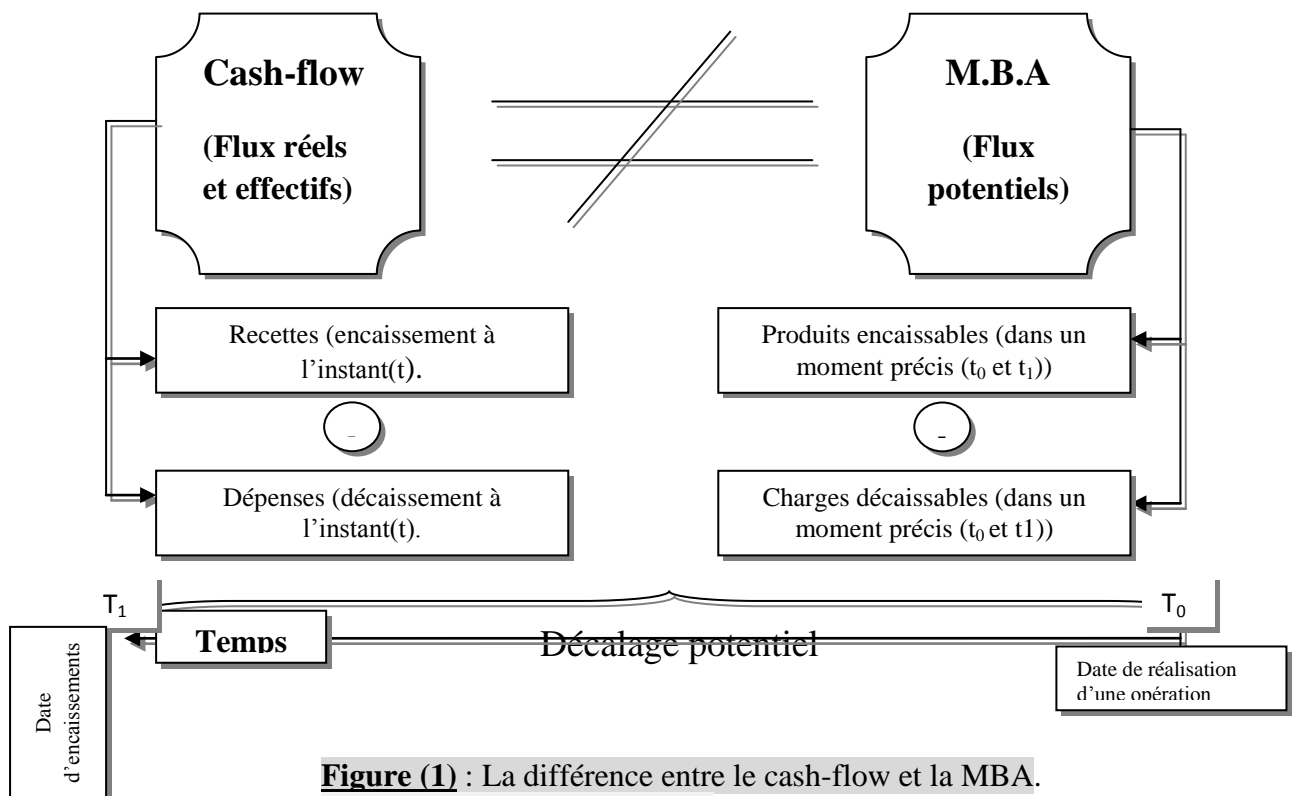 Cash-flow
(Flux réels
et effectifs)
M.B.A
(Flux
potentiels)
Recettes (encaissement à
l’instant(t).
Produits encaissables (dans un
moment précis (t₀ et t₁))
-
-
Dépenses (décaissement à
l’instant(t).
Charges décaissables (dans un
moment précis (t₀ et t1))
T₁
T₀
Temps
Décalage potentiel
Date
d’encaissements
Date de réalisation
d’une opération
Figure (1) : La différence entre le cash-flow et la MBA.